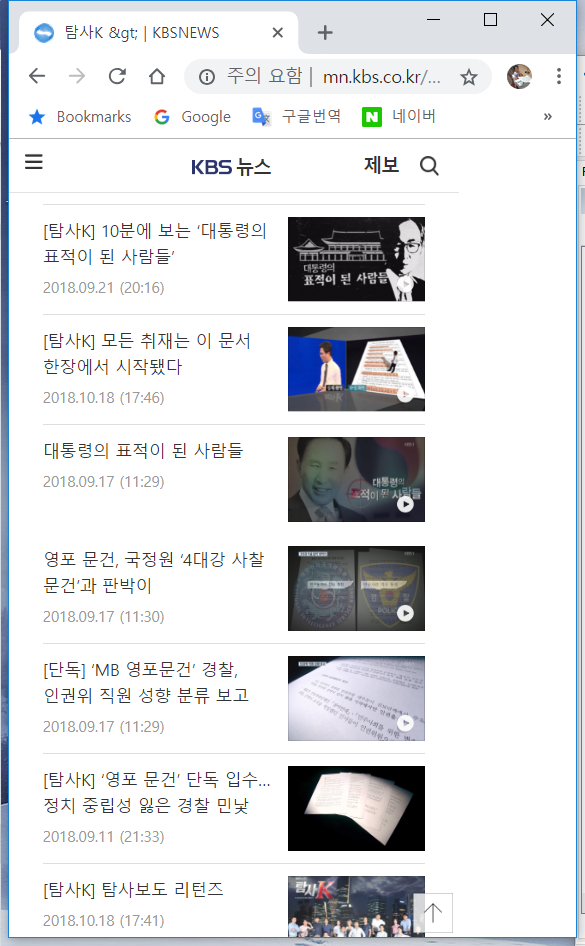 탐사K &gt; | KBSNEWS
주의 요함 | mn.kbs.co.kr/...
Bookmarks Google 구글번역 네이버 »
KBS 뉴스 제보
[탐사K] 10분에 보는 ‘대통령의
표적이 된 사람들’
2018.09.21 (20:16)
대통령의
표적이 된 사람들
[탐사K] 모든 취재는 이 문서
한장에서 시작됐다
2018.10.18 (17:46)
대통령의 표적이 된 사람들
2018.09.17 (11:29)
대통령의
표적이 된 사람들
영포 문건, 국정원 ‘4대강 사찰
문건’과 판박이
2018.09.17 (11:30)
POLICE
[단독] ‘MB 영포문건’ 경찰,
인권위 직원 성향 분류 보고
2018.09.17 (11:29)
[탐사K] ‘영포 문건’ 단독 입수...
정치 중립성 잃은 경찰 민낯
2018.09.11 (21:33)
[탐사K] 탐사보도 리턴즈
2018.10.18 (17:41)
탐사K